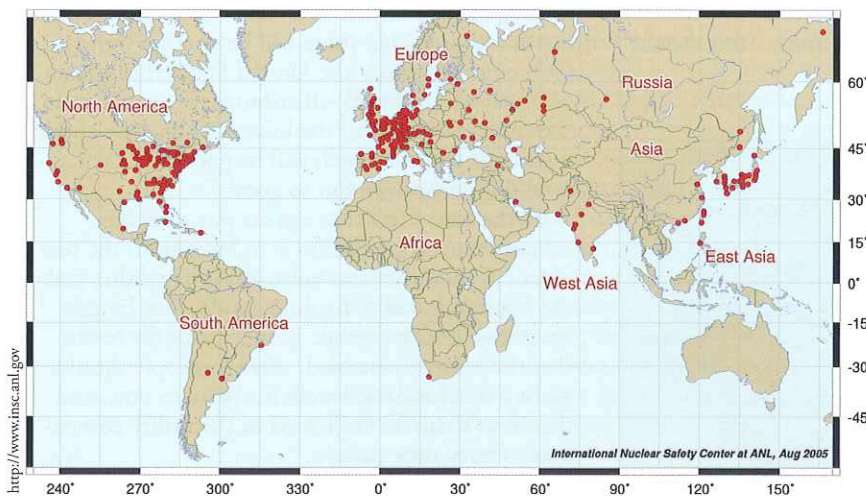 Europe
North America
Russia
Asia
Africa
East Asia
West Asia
South America
60°
45°
30°
15°
0°
-15°
-30°
-45°
http://www.insc.anl.gov
International Nuclear Safety Center at ANL, Aug 2005
240° 270° 300° 330° 0° 30° 60° 90° 120° 150°